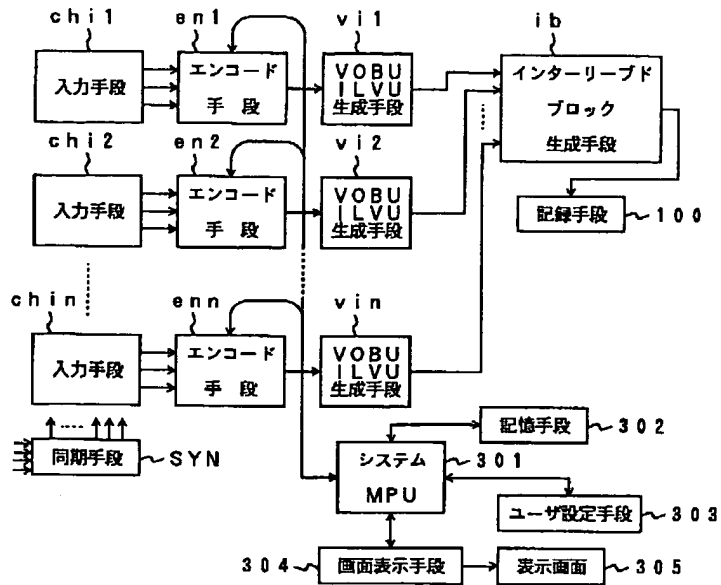 chi1
en1
vi1
ib
入力手段
エンコード
手段
VOBU
ILVU
生成手段
インターリーブド
ブロック
生成手段
chi2
en2
vi2
入力手段
エンコード
手段
VOBU
ILVU
生成手段
記録手段
100
chin
enn
vin
入力手段
エンコード
手段
VOBU
ILVU
生成手段
同期手段
SYN
システム
MPU
301
記憶手段
302
ユーザ設定手段
303
304
画面表示手段
表示画面
305